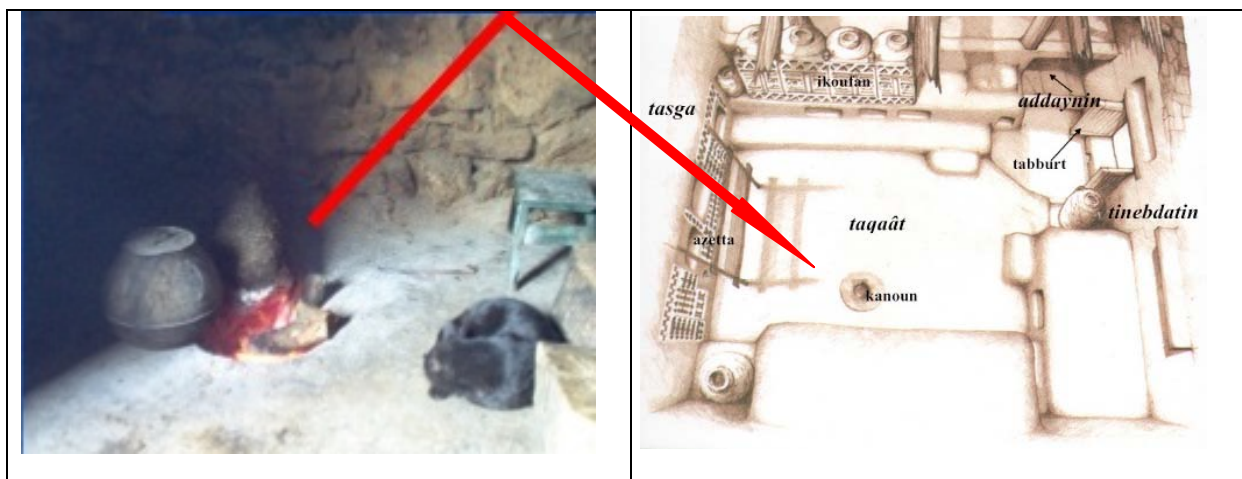 ikoufan
addaynin
tasga
tabburt
tinebdatin
taqaât
azetta
kanoun